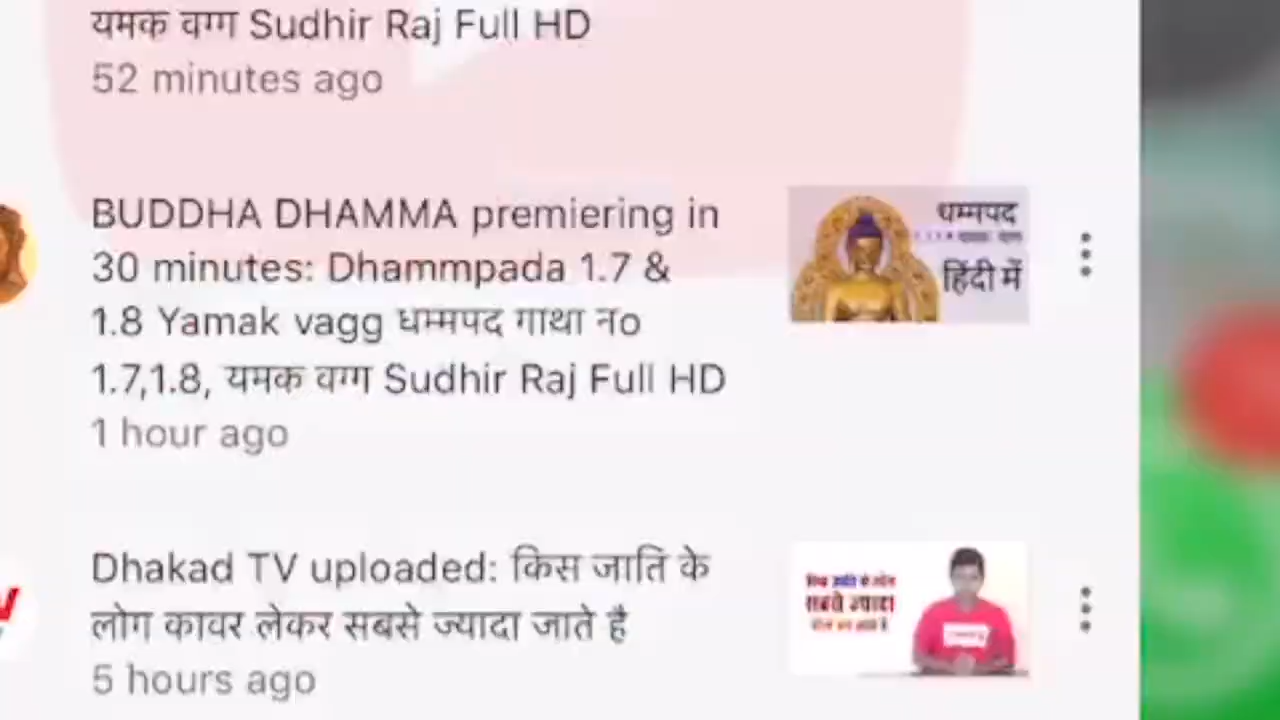 यमक वग्ग Sudhir Raj Full HD
52 minutes ago
BUDDHA DHAMMA premiering in
30 minutes: Dhammpada 1.7 &
1.8 Yamak vagg धम्मपद गाथा नo
1.7,1.8, यमक वग्ग Sudhir Raj Full HD
1 hour ago
धम्मपद
हिंदी में
Dhakad TV uploaded: किस जाति के
लोग कावर लेकर सबसे ज्यादा जाते है
5 hours ago
सबसे ज्यादा